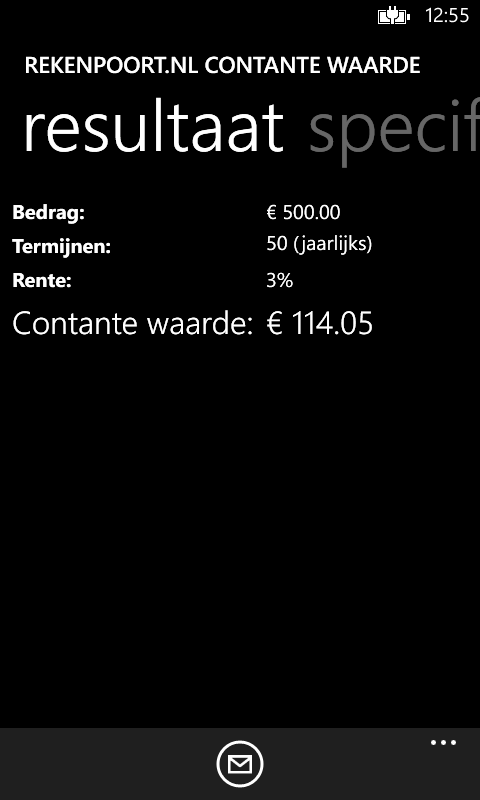 12:55
REKENPOORT.NL CONTANTE WAARDE
resultaat specif
Bedrag: € 500.00
Termijnen: 50 (jaarlijks)
Rente: 3%
Contante waarde: € 114.05